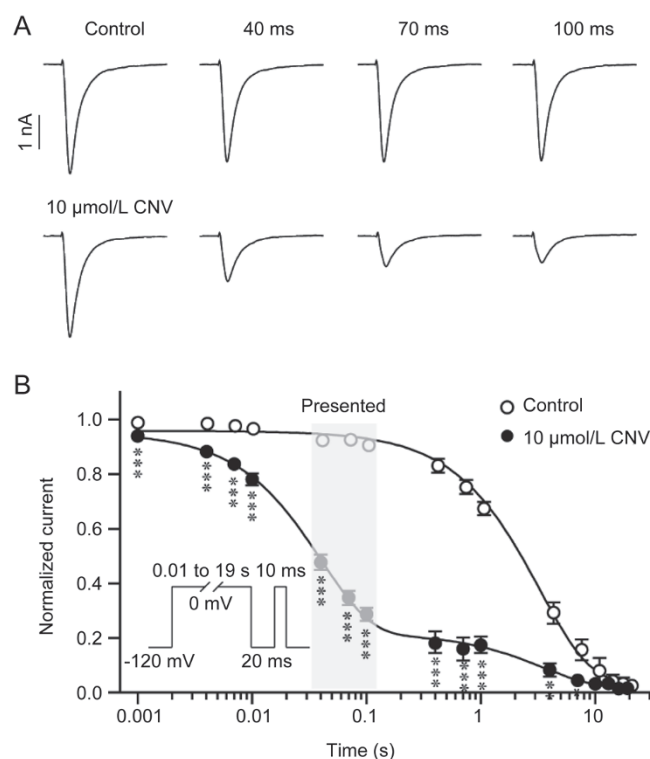 A
Control 40 ms 70 ms 100 ms
1 nA
10 µmol/L CNV
B
Presented
Control
10 µmol/L CNV
1.0
0.8
0.6
0.4
0.2
0.0
Normalized current
***
***
***
***
***
***
***
***
***
***
*
*
0.01 to 19 s 10 ms
0 mV
-120 mV
20 ms
0.001 0.01 0.1 1 10
Time (s)